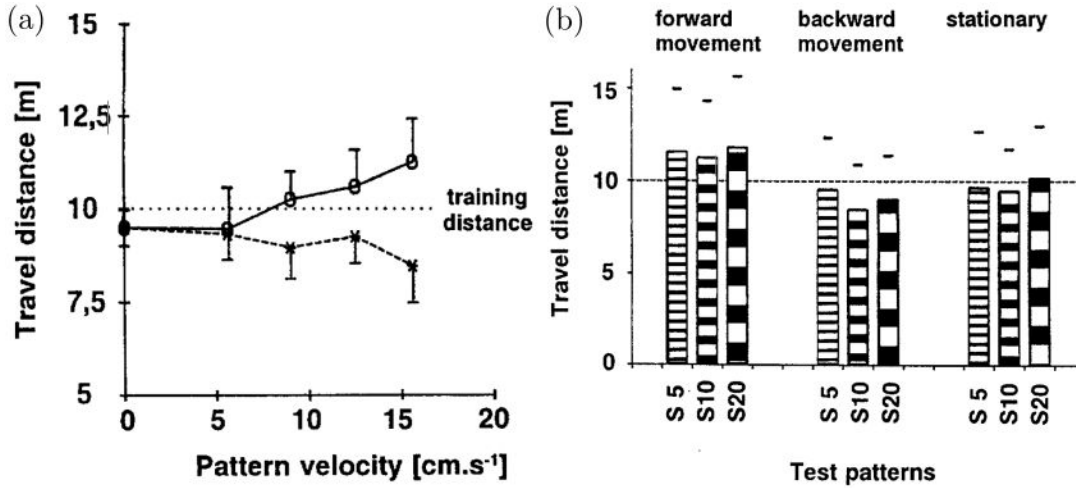 (a)
15
12,5
10
7,5
5
Travel distance [m]
training
distance
0
5
10
15
20
Pattern velocity [cm.s⁻¹]
(b)
forward
movement
backward
movement
stationary
15
10
5
0
Travel distance [m]
S 5
S10
S20
S 5
S10
S20
S 5
S10
S20
Test patterns